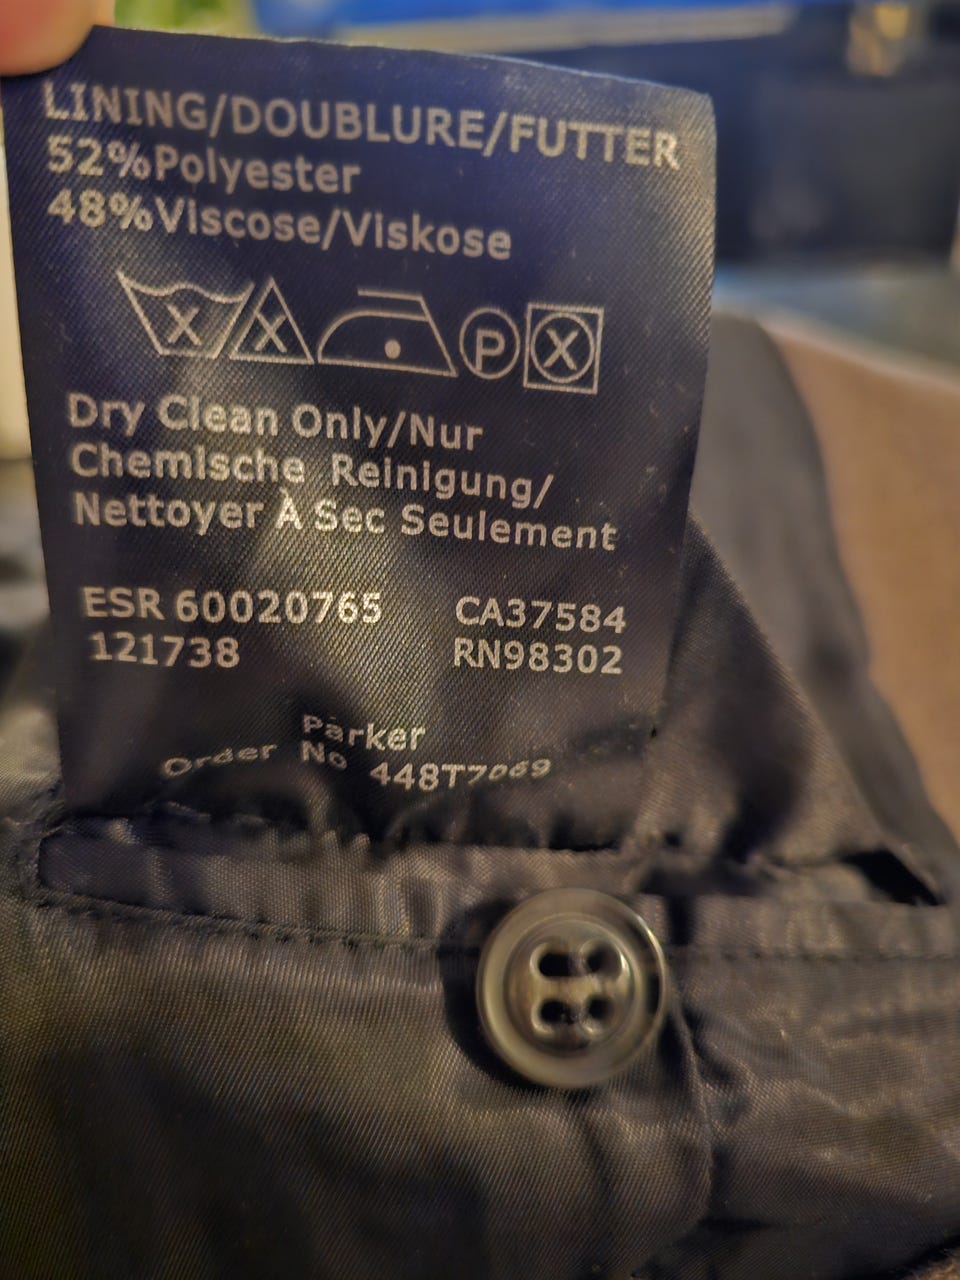 LINING/DOUBLURE/FUTTER
52%Polyester
48%Viscose/Viskose
P
Dry Clean Only/Nur
Chemische Reinigung/
Nettoyer À Sec Seulement
ESR 60020765 CA37584
121738 RN98302
Parker
Order No 448T7069